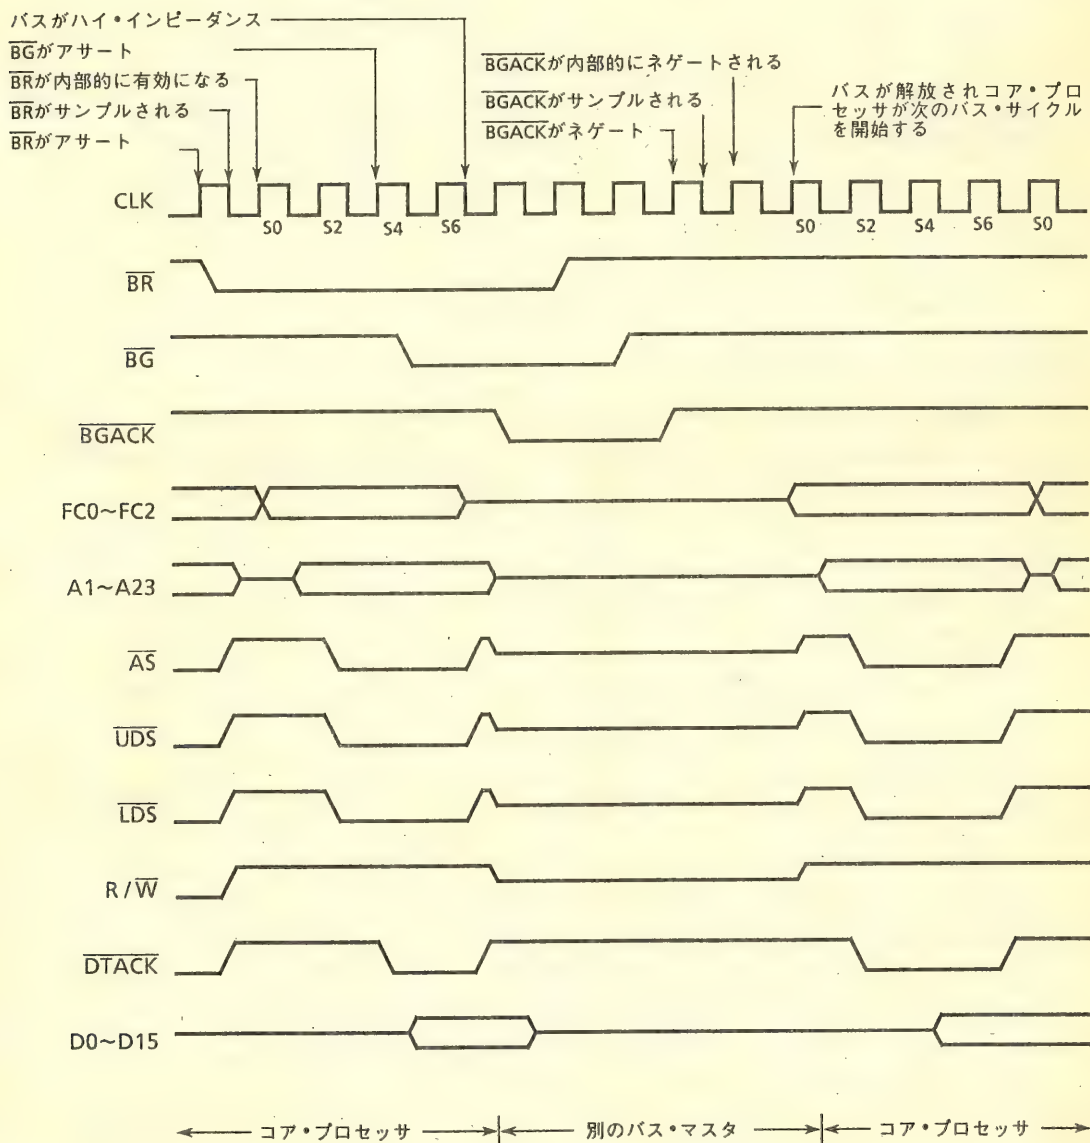 バスがハイ・インピーダンス
BGがアサート
BRが内部的に有効になる
BRがサンプルされる
BRがアサート
BGACKが内部的にネゲートされる
BGACKがサンプルされる
BGACKがネゲート
バスが解放されコア・プロ
セッサが次のバス・サイクル
を開始する
CLK
S0 S2 S4 S6 S0 S2 S4 S6 S0
BR
BG
BGACK
FC0~FC2
A1~A23
AS
UDS
LDS
R/W
DTACK
D0~D15
コア・プロセッサ 別のバス・マスタ コア・プロセッサ